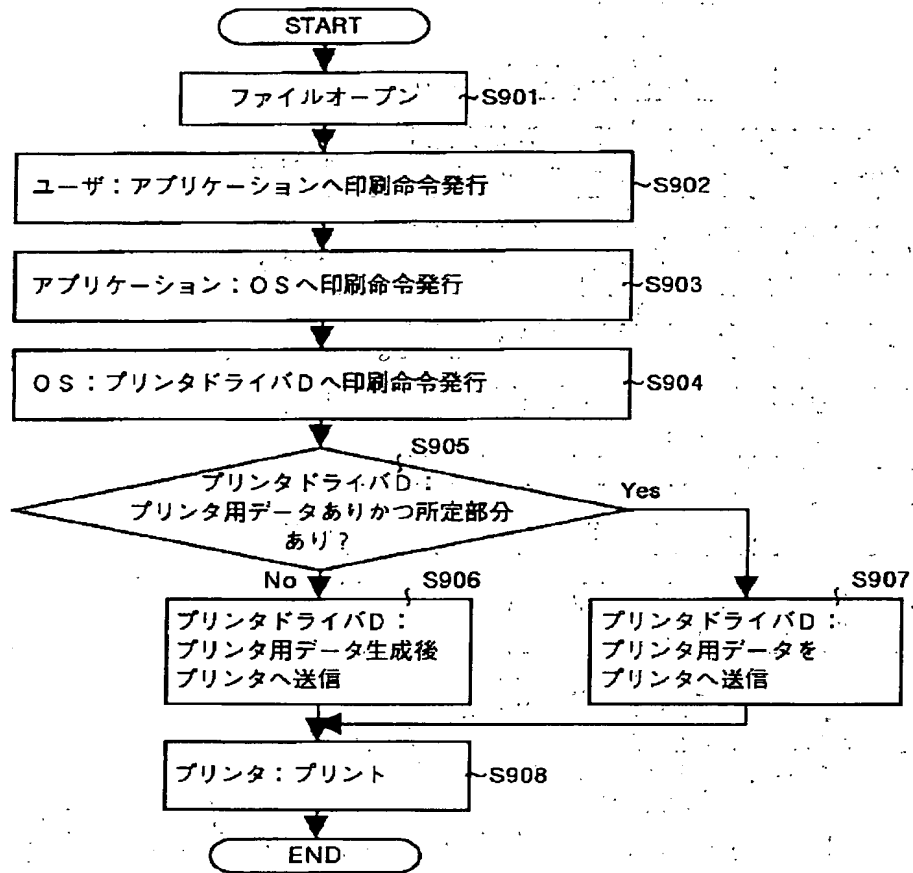 START
ファイルオープン ~S901
ユーザ：アプリケーションへ印刷命令発行 ~S902
アプリケーション：ＯＳへ印刷命令発行 ~S903
ＯＳ：プリンタドライバＤへ印刷命令発行 ~S904
S905
プリンタドライバＤ：
プリンタ用データありかつ所定部分
あり？
Yes
No
S906
プリンタドライバＤ：
プリンタ用データ生成後
プリンタへ送信
S907
プリンタドライバＤ：
プリンタ用データを
プリンタへ送信
プリンタ：プリント ~S908
END